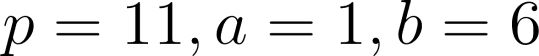 p = 11, a = 1, b = 6